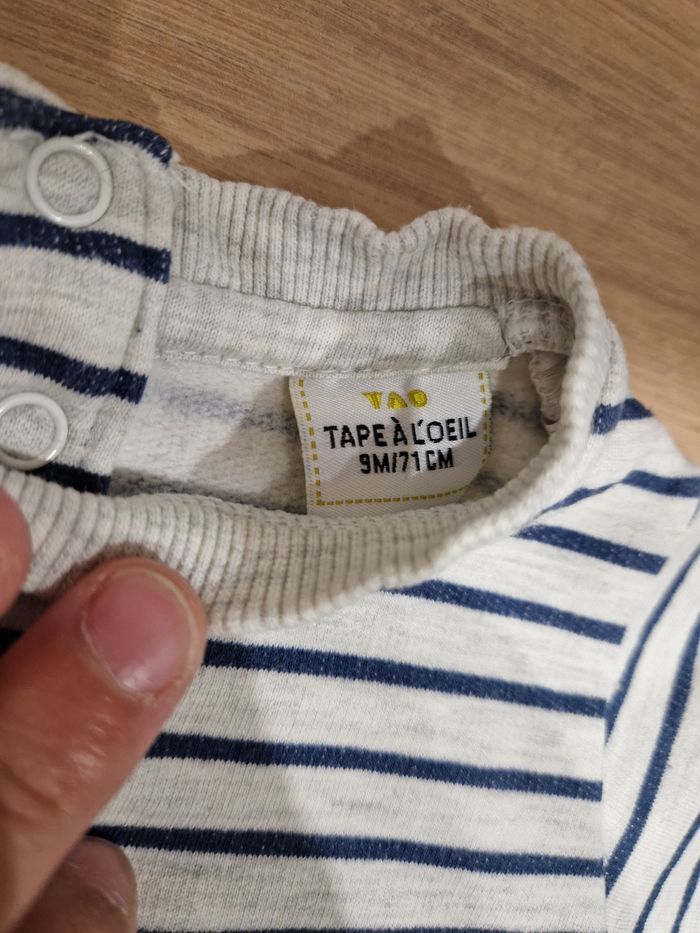 TAO
TAPE À L'OEIL
9M/71CM